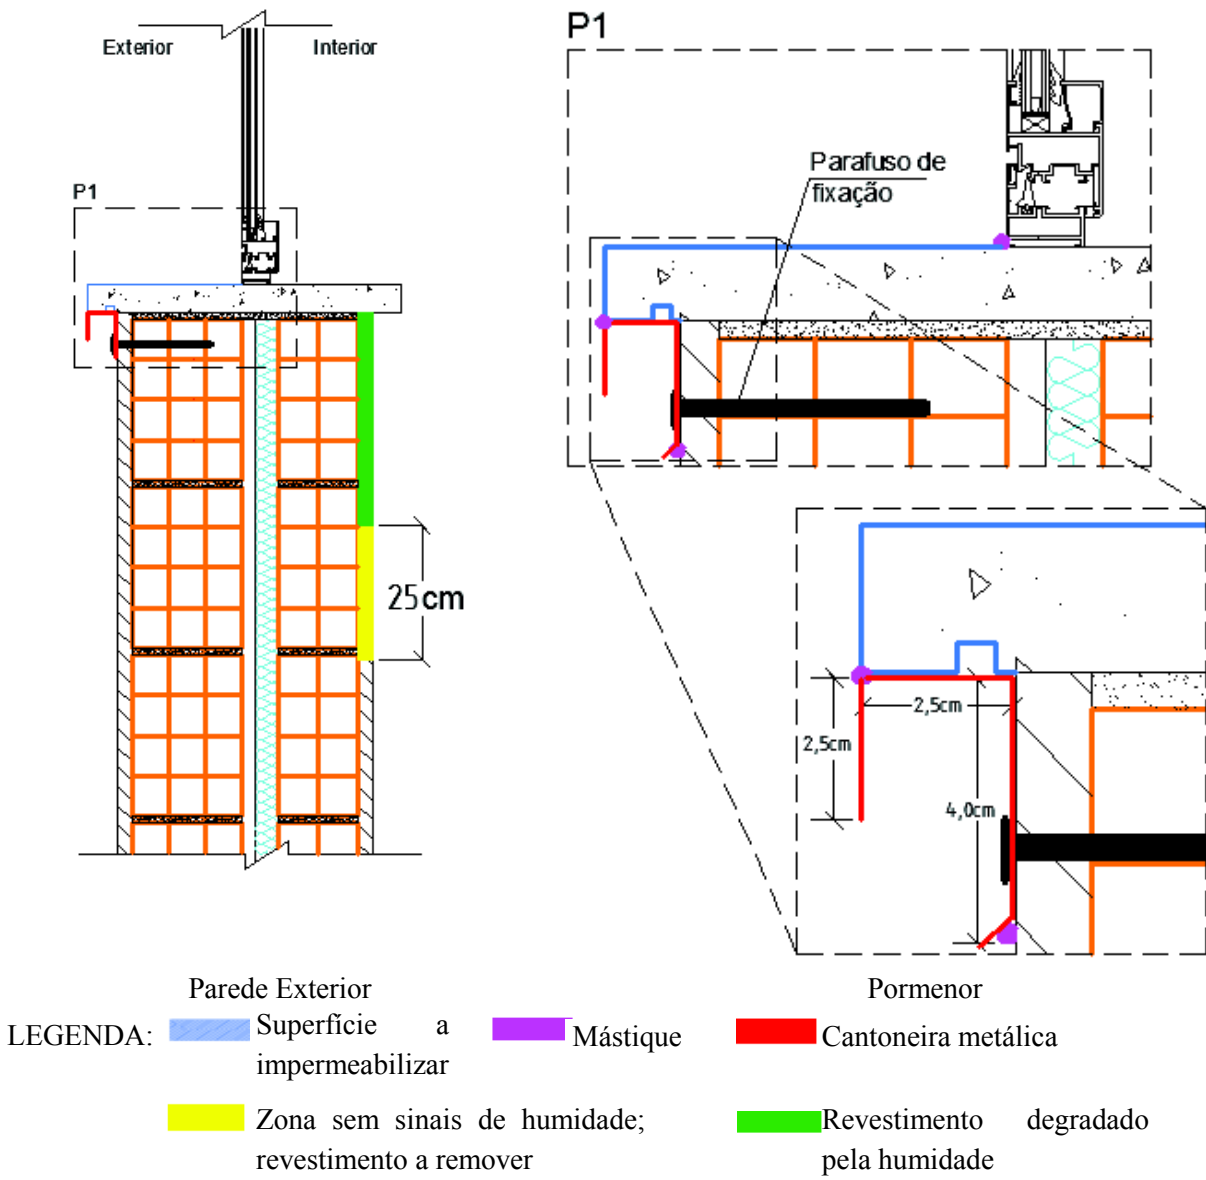 Exterior
Interior
P1
25cm
P1
Parafuso de
fixação
2,5cm
2,5cm
4,0cm
Parede Exterior
Pormenor
LEGENDA:
Superfície a
impermeabilizar
Mástique
Cantoneira metálica
Zona sem sinais de humidade;
revestimento a remover
Revestimento degradado
pela humidade